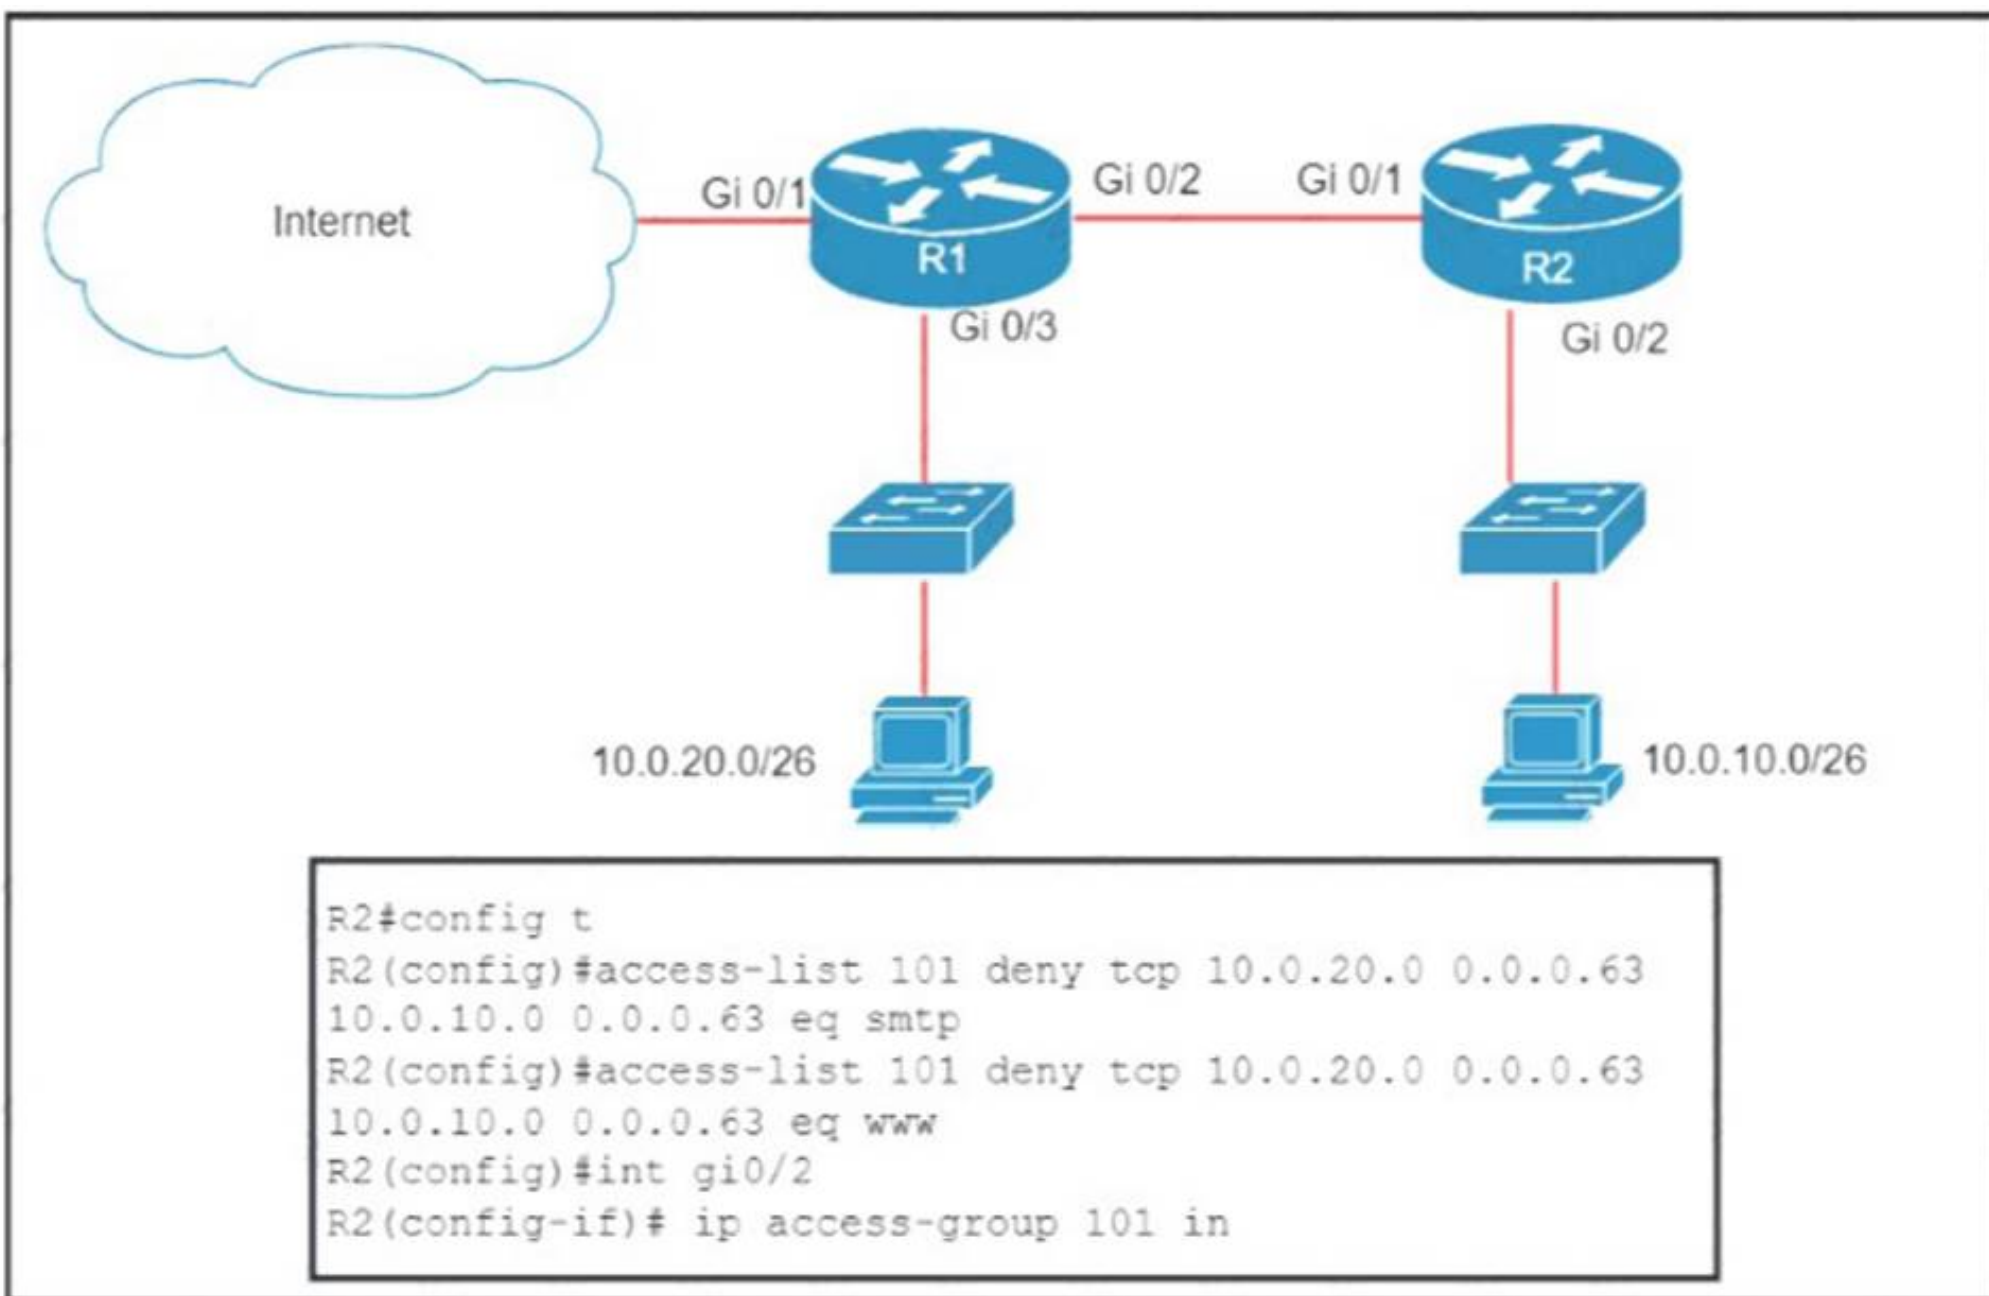 Internet
Gi 0/1
R1
Gi 0/2
Gi 0/1
R2
Gi 0/3
Gi 0/2
10.0.20.0/26
10.0.10.0/26
R2#config t
R2(config)#access-list 101 deny tcp 10.0.20.0 0.0.0.63
10.0.10.0 0.0.0.63 eq smtp
R2(config)#access-list 101 deny tcp 10.0.20.0 0.0.0.63
10.0.10.0 0.0.0.63 eq www
R2(config)#int gi0/2
R2(config-if)# ip access-group 101 in